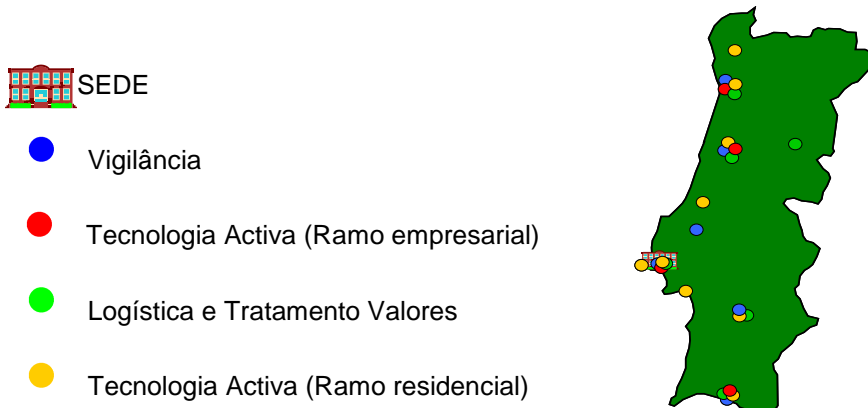 SEDE
Vigilância
Tecnologia Activa (Ramo empresarial)
Logística e Tratamento Valores
Tecnologia Activa (Ramo residencial)